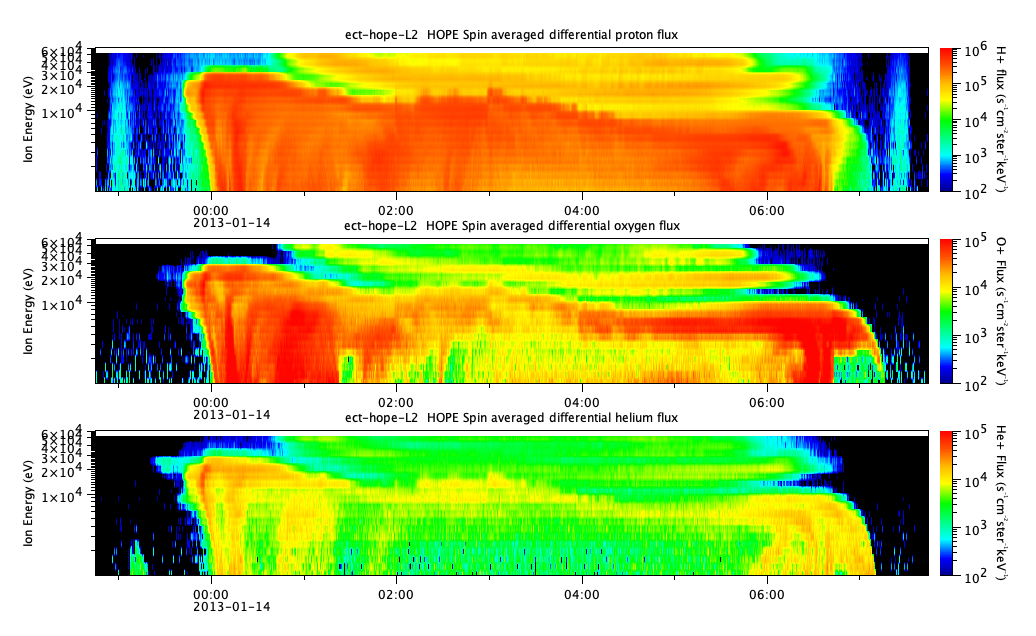 ect-hope-L2 HOPE Spin averaged differential proton flux
6×10⁴
3×10⁴
2×10⁴
1×10⁴
Ion Energy (eV)
10⁶
10⁵
10⁴
10³
10²
H+ flux (s⁻¹cm⁻²ster⁻¹keV⁻¹)
00:00 02:00 04:00 06:00
2013-01-14
ect-hope-L2 HOPE Spin averaged differential oxygen flux
6×10⁴
3×10⁴
2×10⁴
1×10⁴
Ion Energy (eV)
10⁵
10⁴
10³
10²
O+ Flux (s⁻¹cm⁻²ster⁻¹keV⁻¹)
00:00 02:00 04:00 06:00
2013-01-14
ect-hope-L2 HOPE Spin averaged differential helium flux
6×10⁴
3×10⁴
2×10⁴
1×10⁴
Ion Energy (eV)
10⁵
10⁴
10³
10²
He+ Flux (s⁻¹cm⁻²ster⁻¹keV⁻¹)
00:00 02:00 04:00 06:00
2013-01-14